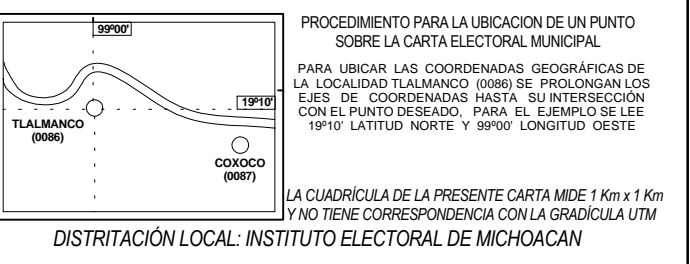 99º00'
19º10'
TLALMANCO
(0086)
COXOCO
(0087)
PROCEDIMIENTO PARA LA UBICACION DE UN PUNTO
SOBRE LA CARTA ELECTORAL MUNICIPAL
PARA UBICAR LAS COORDENADAS GEOGRÁFICAS DE
LA LOCALIDAD TLALMANCO (0086) SE PROLONGAN LOS
EJES DE COORDENADAS HASTA SU INTERSECCIÓN
CON EL PUNTO DESEADO, PARA EL EJEMPLO SE LEE
19º10' LATITUD NORTE Y 99º00' LONGITUD OESTE
LA CUADRÍCULA DE LA PRESENTE CARTA MIDE 1 Km x 1 Km
Y NO TIENE CORRESPONDENCIA CON LA GRADÍCULA UTM
DISTRITACIÓN LOCAL: INSTITUTO ELECTORAL DE MICHOACAN